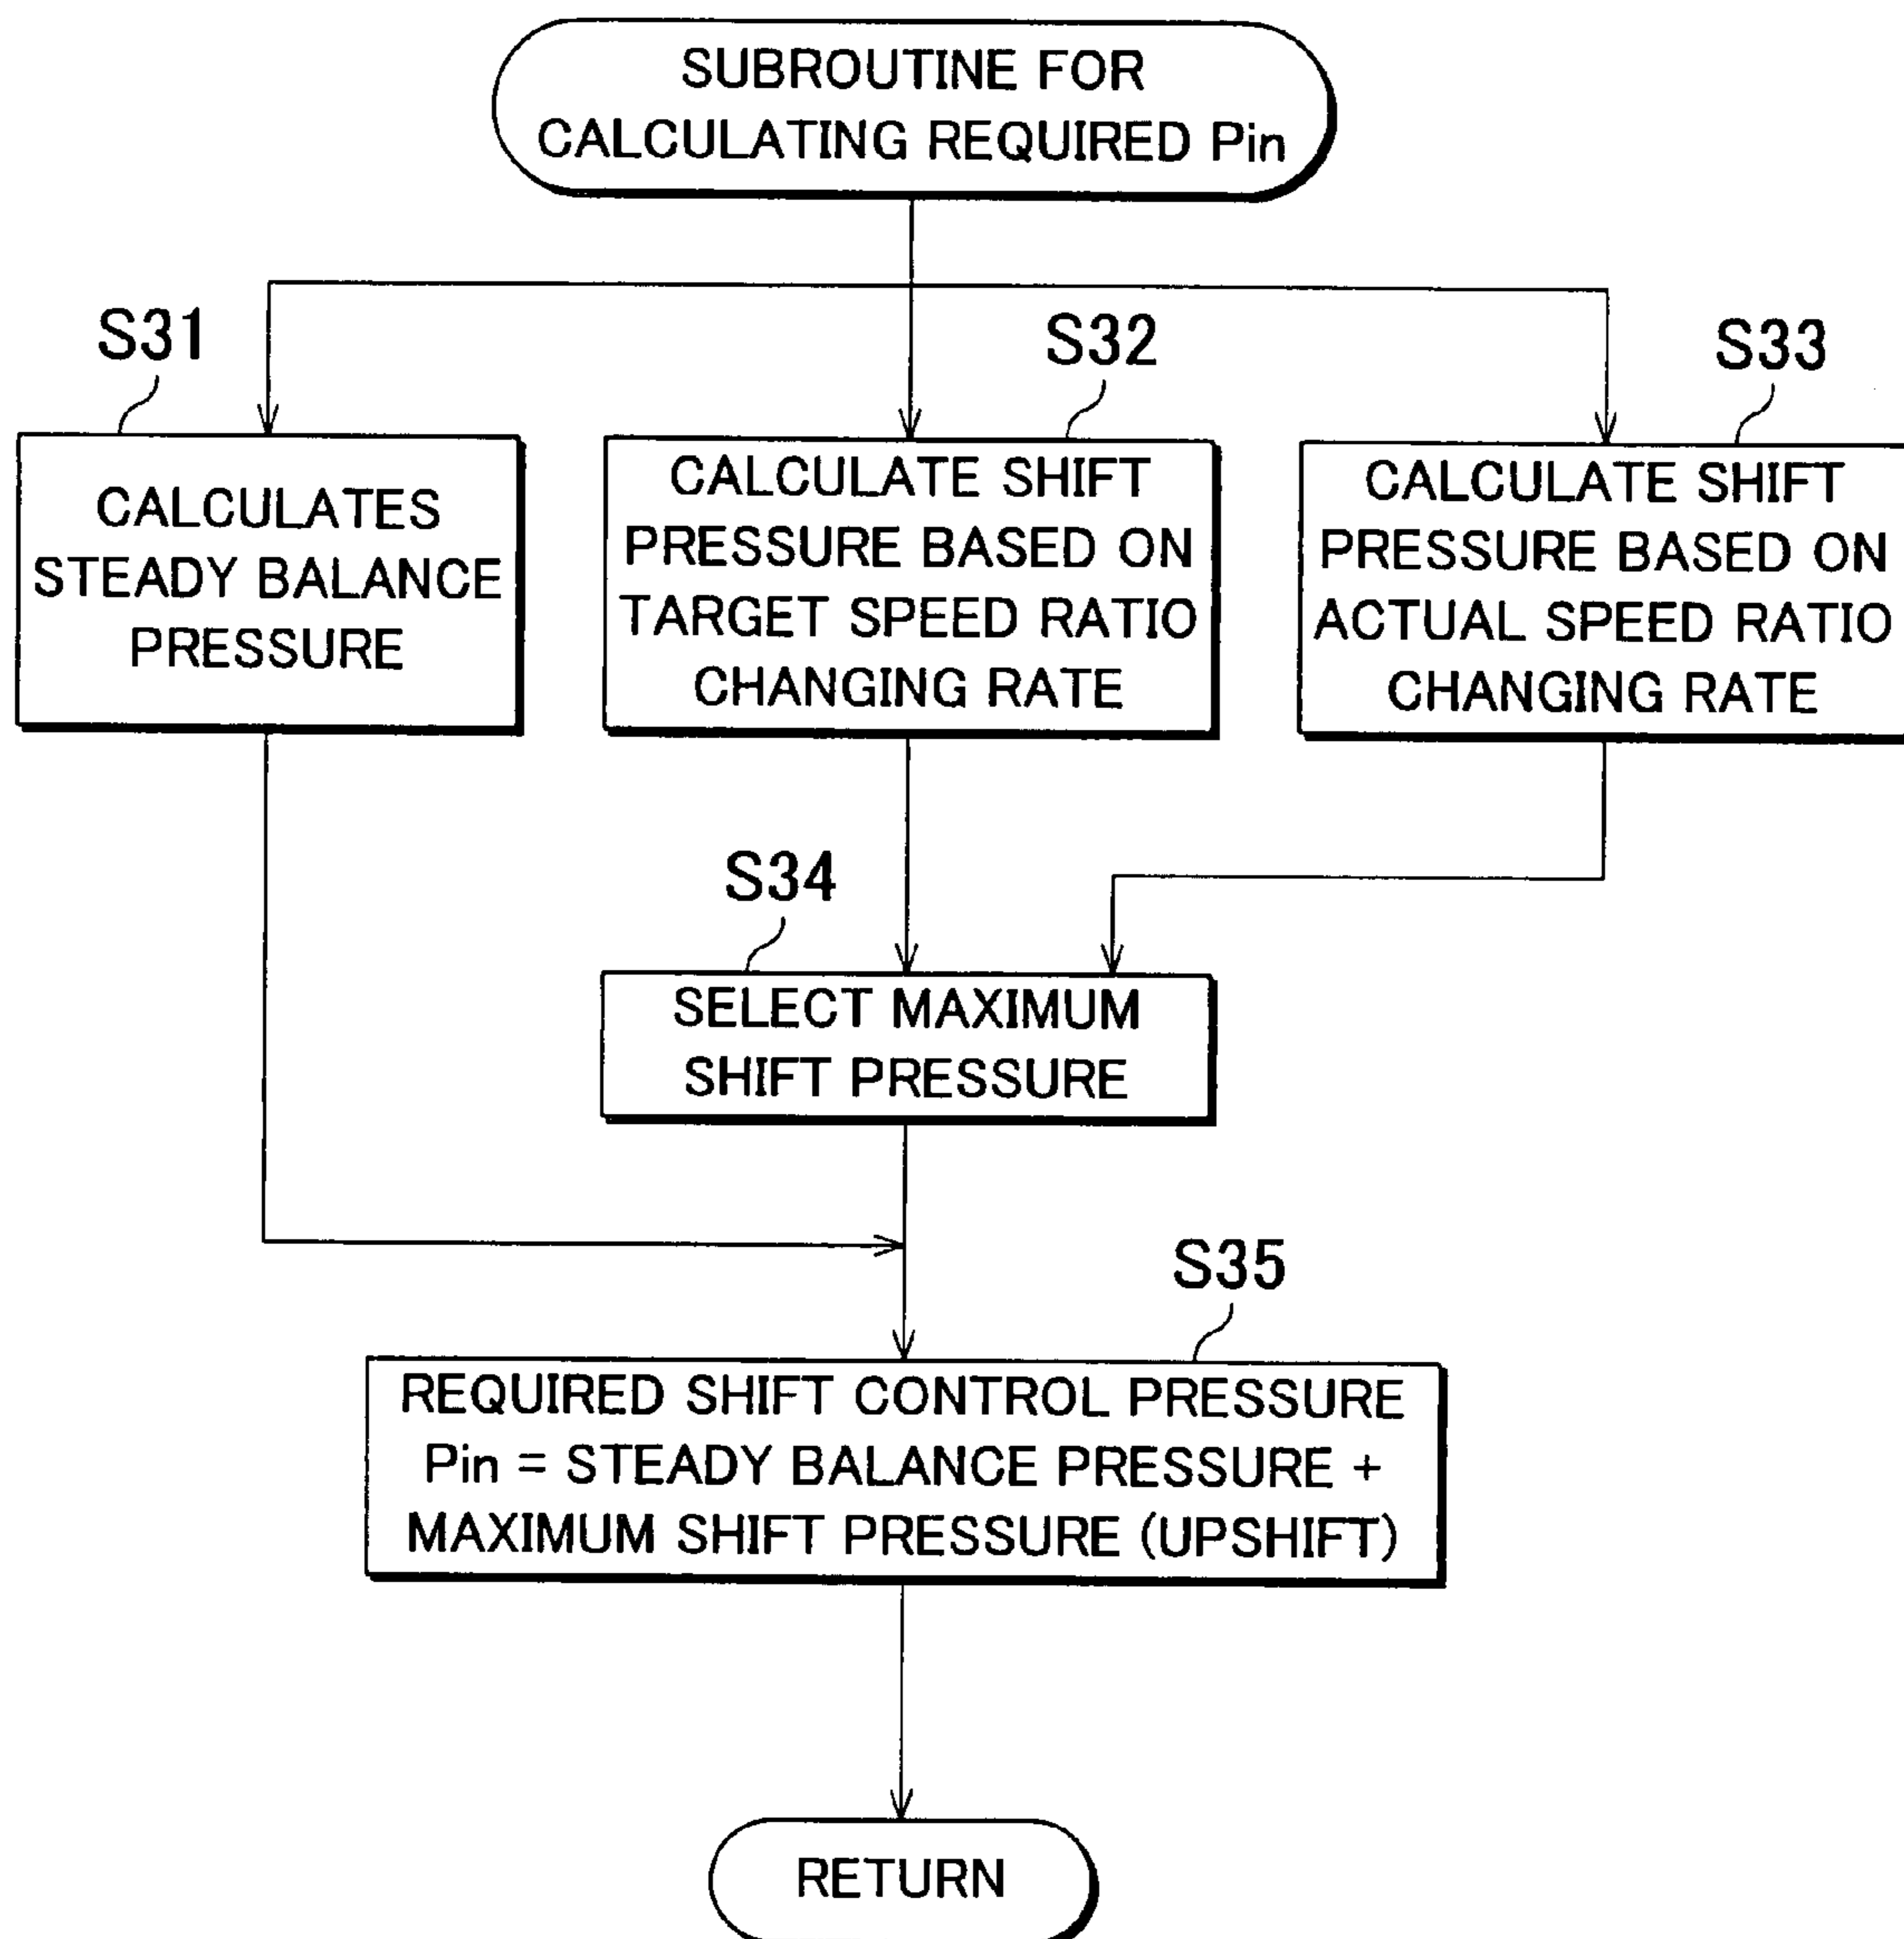 SUBROUTINE FOR
CALCULATING REQUIRED Pin
S31
S32
S33
CALCULATES
STEADY BALANCE
PRESSURE
CALCULATE SHIFT
PRESSURE BASED ON
TARGET SPEED RATIO
CHANGING RATE
CALCULATE SHIFT
PRESSURE BASED ON
ACTUAL SPEED RATIO
CHANGING RATE
S34
SELECT MAXIMUM
SHIFT PRESSURE
S35
REQUIRED SHIFT CONTROL PRESSURE
Pin = STEADY BALANCE PRESSURE +
MAXIMUM SHIFT PRESSURE (UPSHIFT)
RETURN